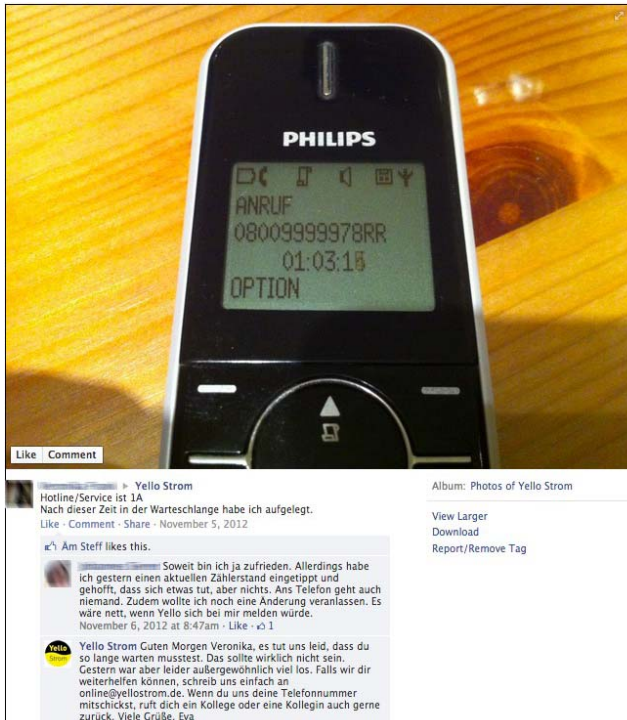 PHILIPS
ANRUF
08009999978RR
01:03:15
OPTION
Like Comment
Yello Strom
Hotline/Service ist 1A
Nach dieser Zeit in der Warteschlange habe ich aufgelegt.
Like · Comment · Share · November 5, 2012
Äm Steff likes this.
Soweit bin ich ja zufrieden. Allerdings habe
ich gestern einen aktuellen Zählerstand eingetippt und
gehofft, dass sich etwas tut, aber nichts. Ans Telefon geht auch
niemand. Zudem wollte ich noch eine Änderung veranlassen. Es
wäre nett, wenn Yello sich bei mir melden würde.
November 6, 2012 at 8:47am · Like · 1
Yello
Strom
Yello Strom Guten Morgen Veronika, es tut uns leid, dass du
so lange warten musstest. Das sollte wirklich nicht sein.
Gestern war aber leider außergewöhnlich viel los. Falls wir dir
weiterhelfen können, schreib uns einfach an
online@yellostrom.de. Wenn du uns deine Telefonnummer
mitschickst, ruft dich ein Kollege oder eine Kollegin auch gerne
zurück. Viele Grüße, Eva
Album: Photos of Yello Strom
View Larger
Download
Report/Remove Tag